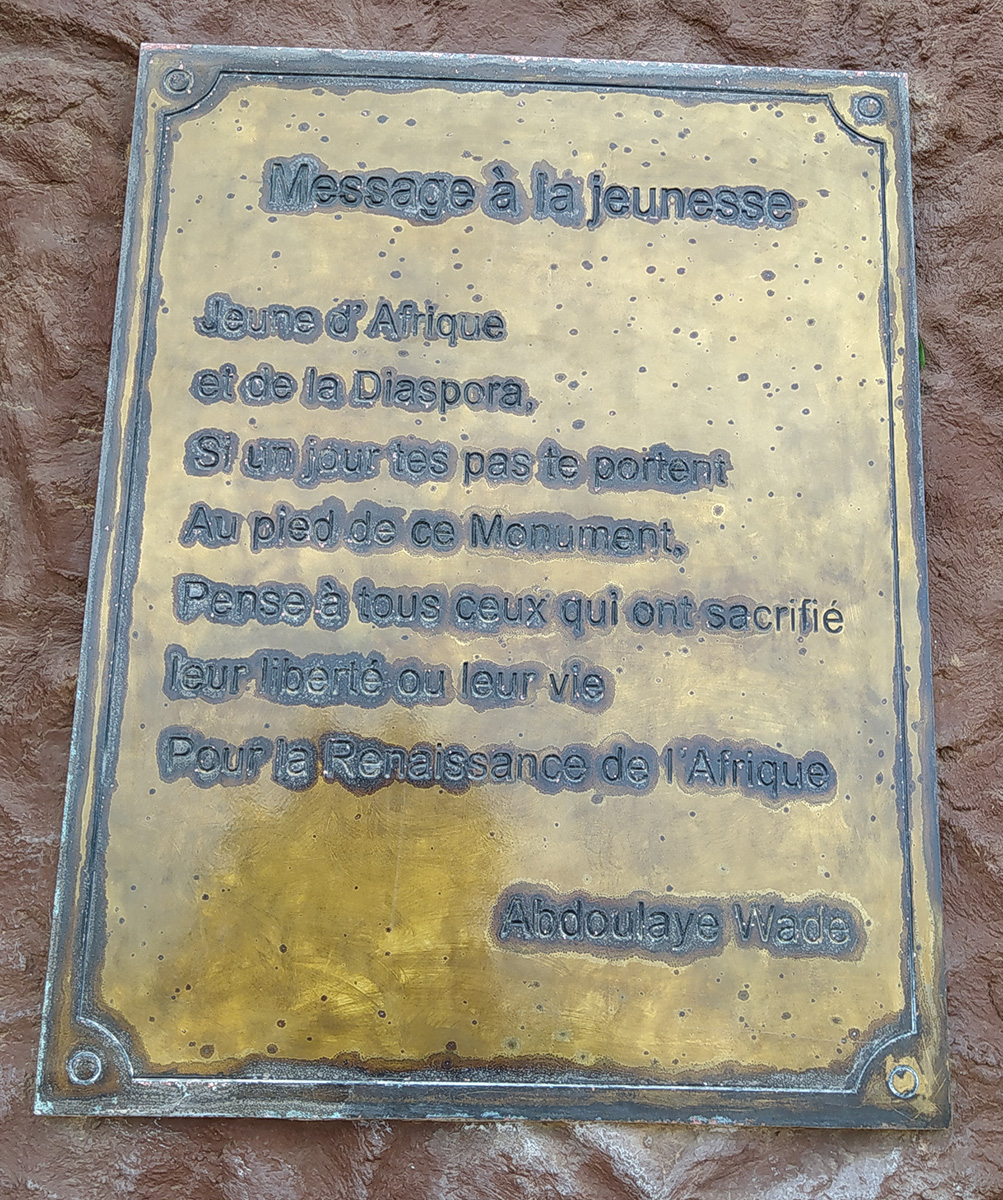 Message à la jeunesse
Jeune d'Afrique
et de la Diaspora,
Si un jour tes pas te portent
Au pied de ce Monument,
Pense à tous ceux qui ont sacrifié
leur liberté ou leur vie
Pour la Renaissance de l'Afrique
Abdoulaye Wade